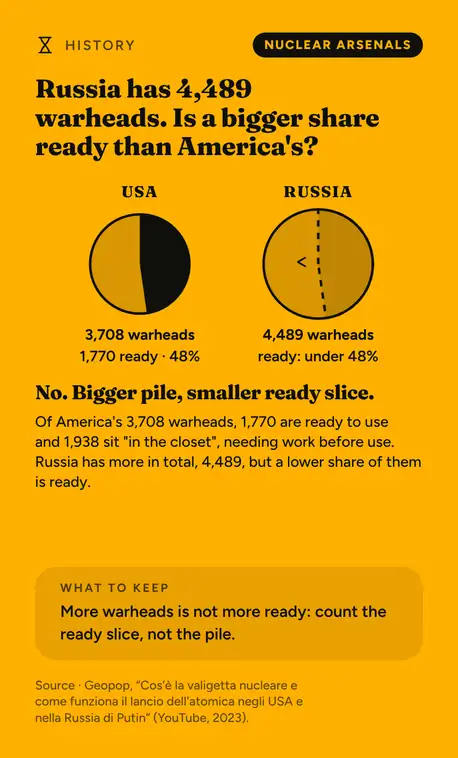 HISTORY
NUCLEAR ARSENALS
Russia has 4,489
warheads. Is a bigger share
ready than America's?
USA
RUSSIA
<
3,708 warheads
1,770 ready · 48%
4,489 warheads
ready: under 48%
No. Bigger pile, smaller ready slice.
Of America's 3,708 warheads, 1,770 are ready to use
and 1,938 sit "in the closet", needing work before use.
Russia has more in total, 4,489, but a lower share of them
is ready.
WHAT TO KEEP
More warheads is not more ready: count the
ready slice, not the pile.
Source · Geopop, “Cos'è la valigetta nucleare e
come funziona il lancio dell'atomica negli USA e
nella Russia di Putin” (YouTube, 2023).